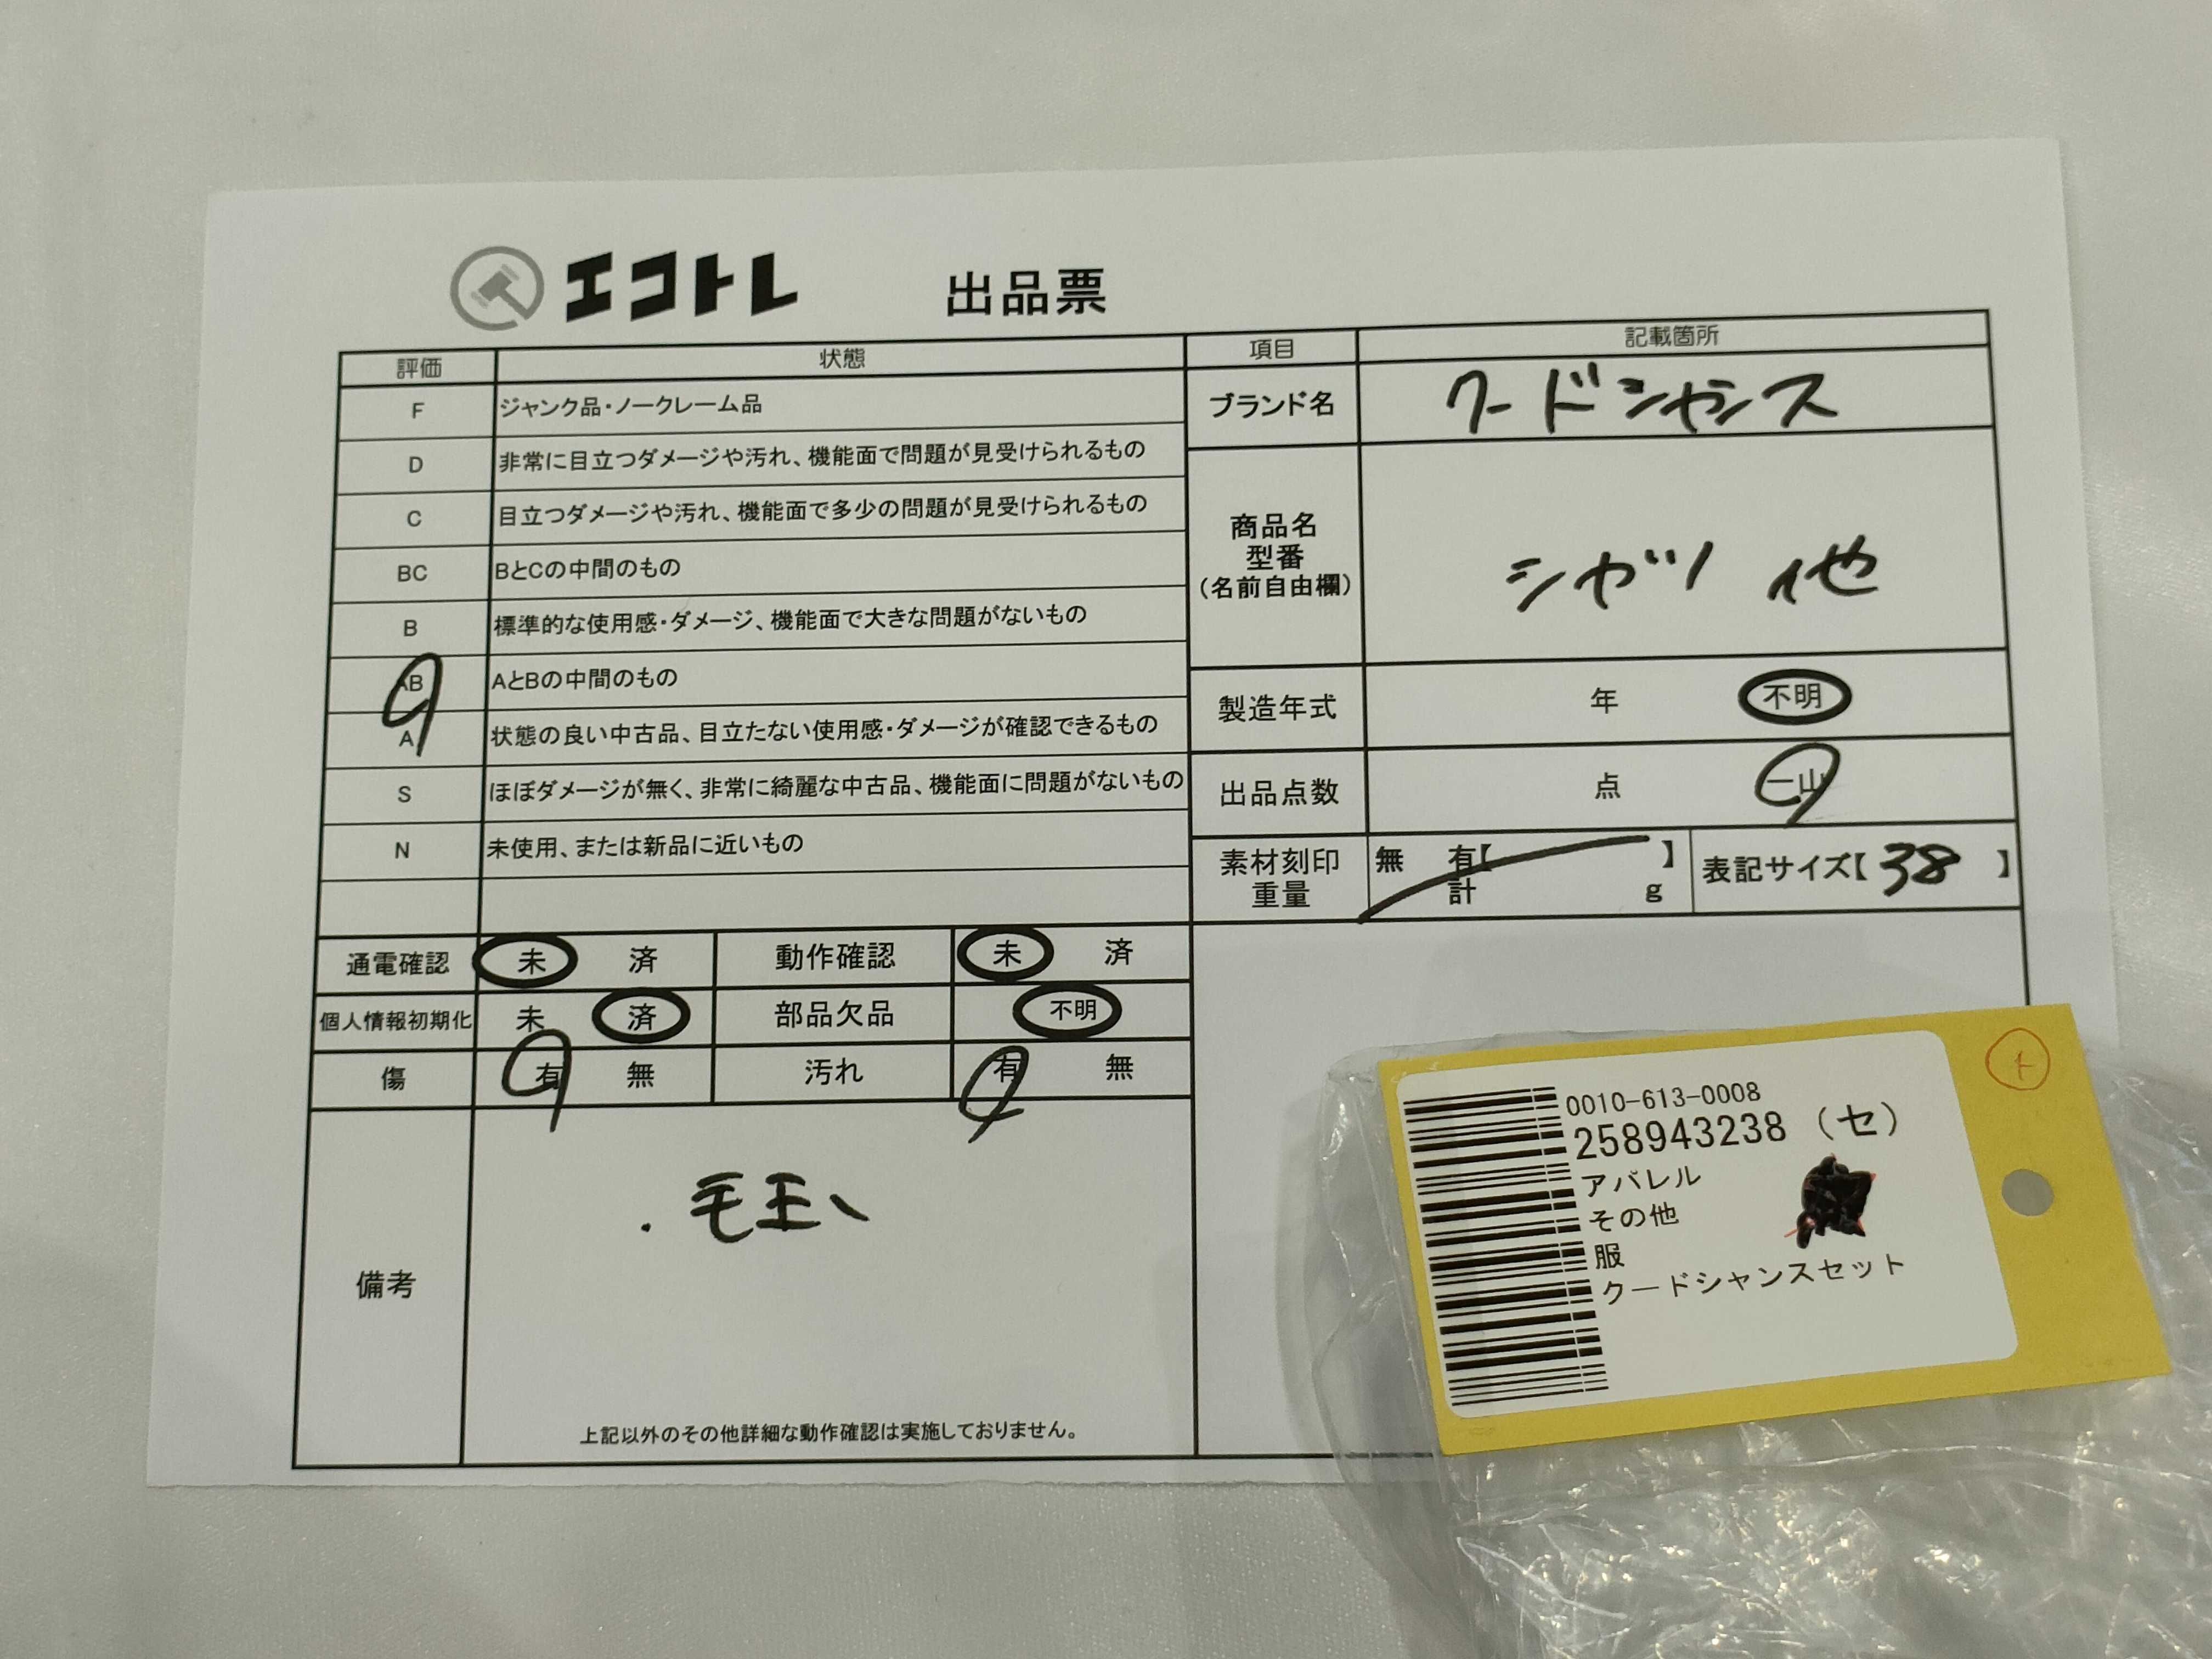 エコトレ 出品票
評価 状態
F ジャンク品・ノークレーム品
D 非常に目立つダメージや汚れ、機能面で問題が見受けられるもの
C 目立つダメージや汚れ、機能面で多少の問題が見受けられるもの
BC BとCの中間のもの
B 標準的な使用感・ダメージ、機能面で大きな問題がないもの
AB AとBの中間のもの
A 状態の良い中古品、目立たない使用感・ダメージが確認できるもの
S ほぼダメージが無く、非常に綺麗な中古品、機能面に問題がないもの
N 未使用、または新品に近いもの
項目 記載箇所
ブランド名 クードシャンス
商品名
型番
(名前自由欄)
シャツ 他
製造年式 年 不明
出品点数 点 一山
素材刻印 無 有【 】
重量 計 g
表記サイズ【38 】
通電確認 未 済 動作確認 未 済
個人情報初期化 未 済 部品欠品 不明
傷 有 無 汚れ 有 無
備考
・毛玉
上記以外のその他詳細な動作確認は実施しておりません。
0010-613-0008
258943238 (セ)
アパレル
その他
服
クードシャンスセット